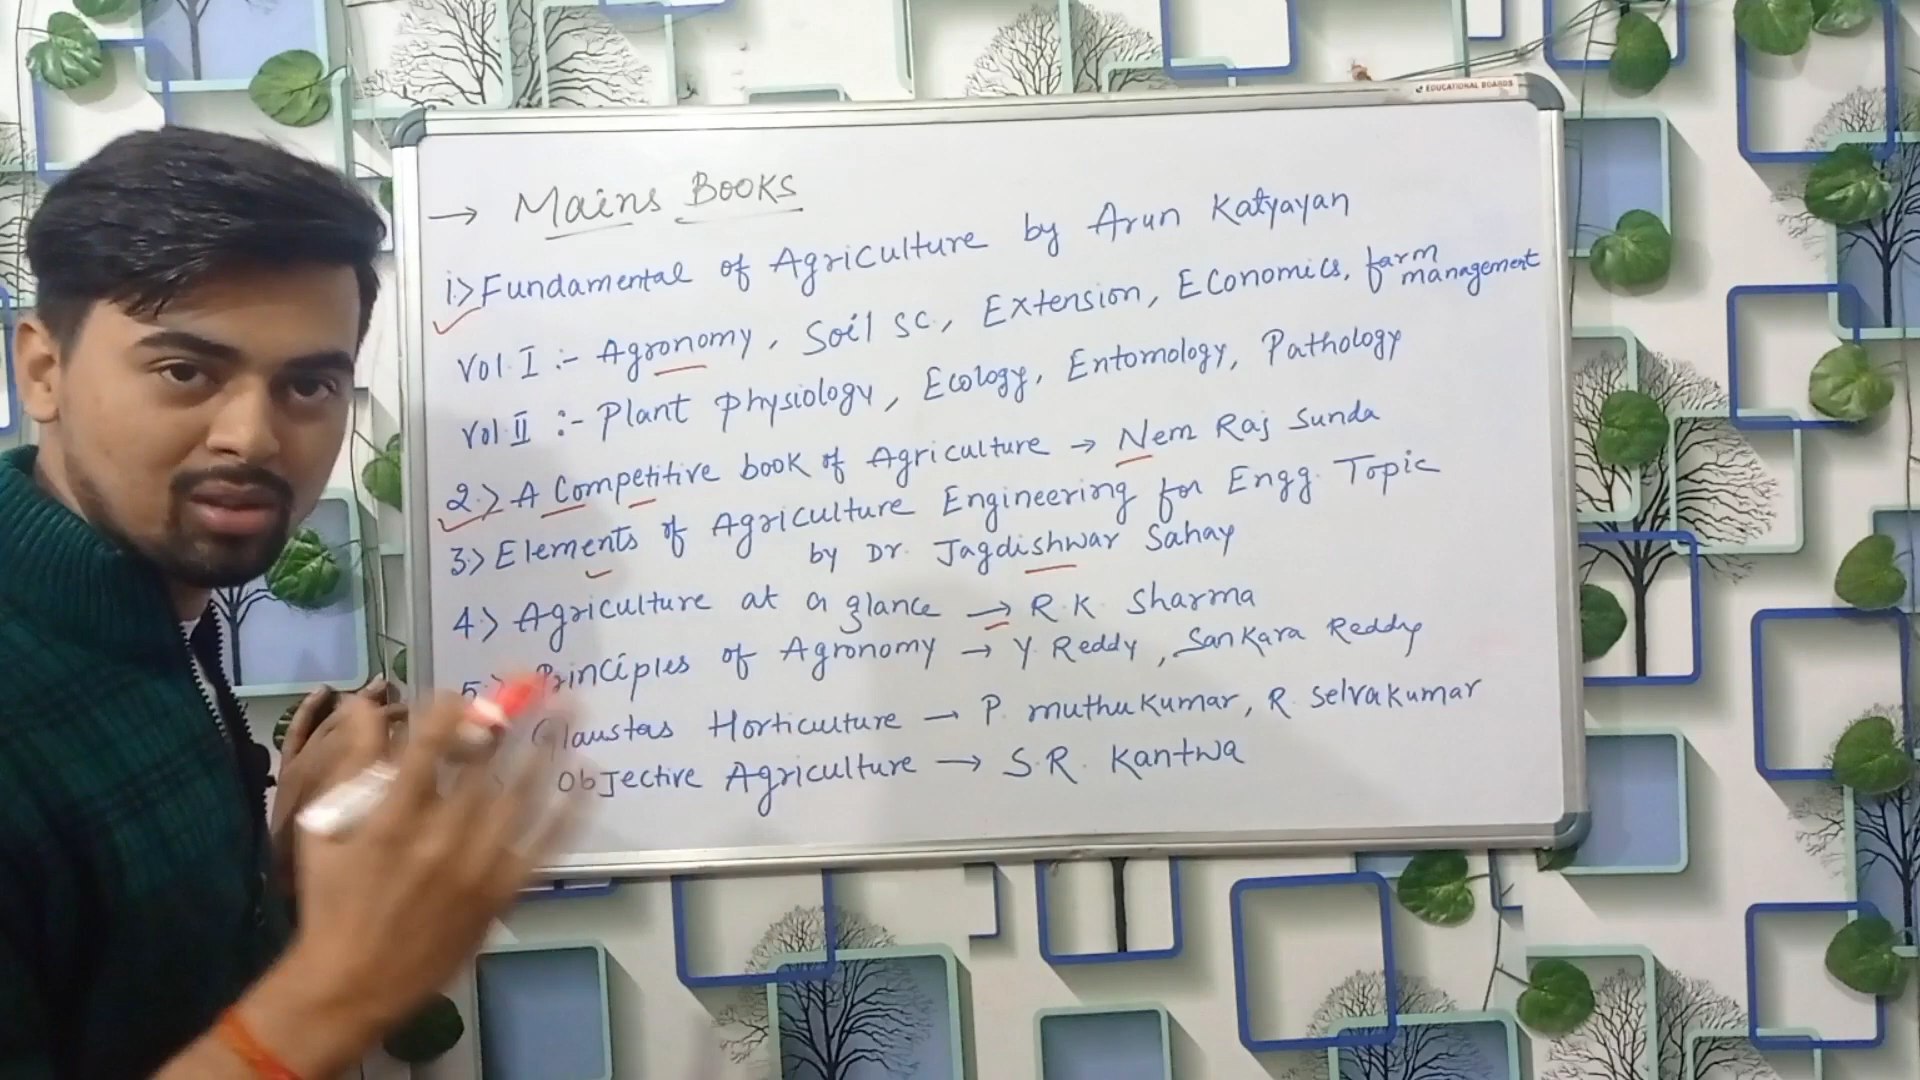 EDUCATIONAL BOARDS
→ Mains BOOKS
1.> Fundamental of Agriculture by Arun Katyayan
Vol. I :- Agronomy, Soil sc, Extension, Economics, farm management
Vol II :- Plant physiology, Ecology, Entomology, Pathology
2.> A Competitive book of Agriculture → Nem Raj Sunda
3.> Elements of Agriculture Engineering for Engg. Topic
by Dr. Jagdishwar Sahay
4.> Agriculture at a glance → R.K. Sharma
5.> Principles of Agronomy → Y. Reddy, Sankara Reddy
Glaustas Horticulture → P. muthukumar, R. selvakumar
Objective Agriculture → S.R. Kantwa